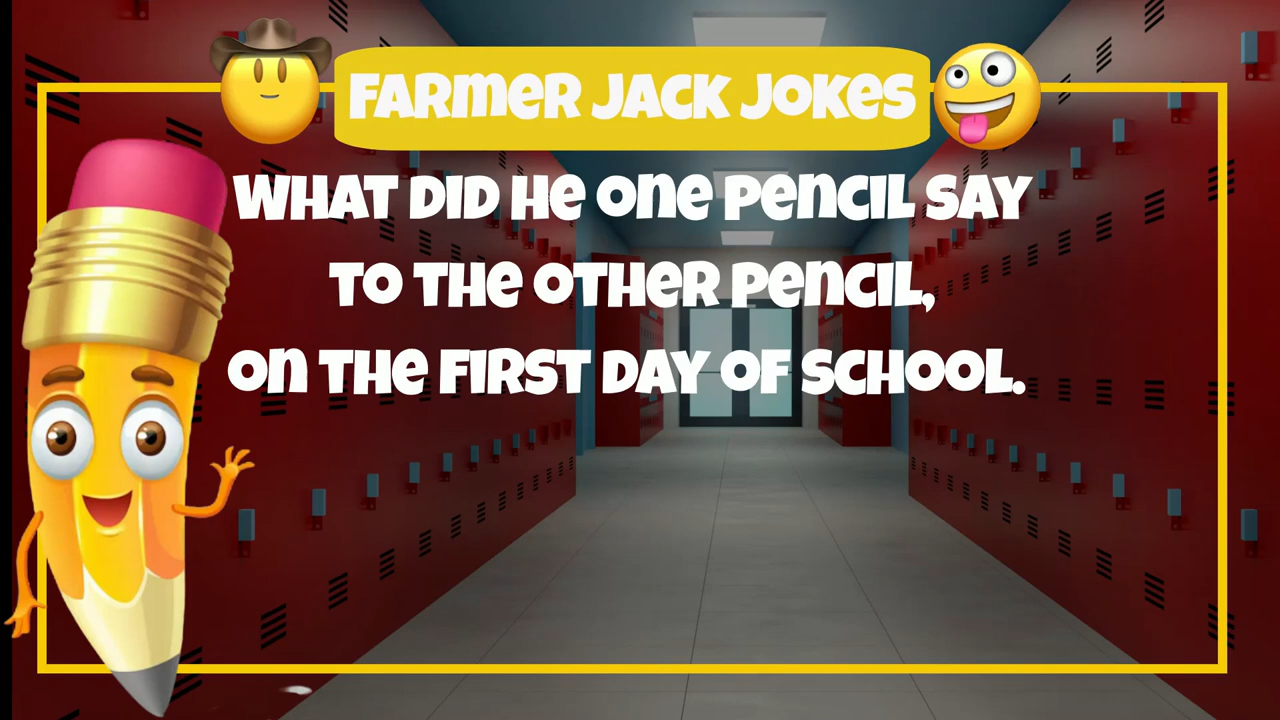 FARMER JACK JOKES
WHAT DID HE ONE PENCIL SAY
TO THE OTHER PENCIL,
ON THE FIRST DAY OF SCHOOL.